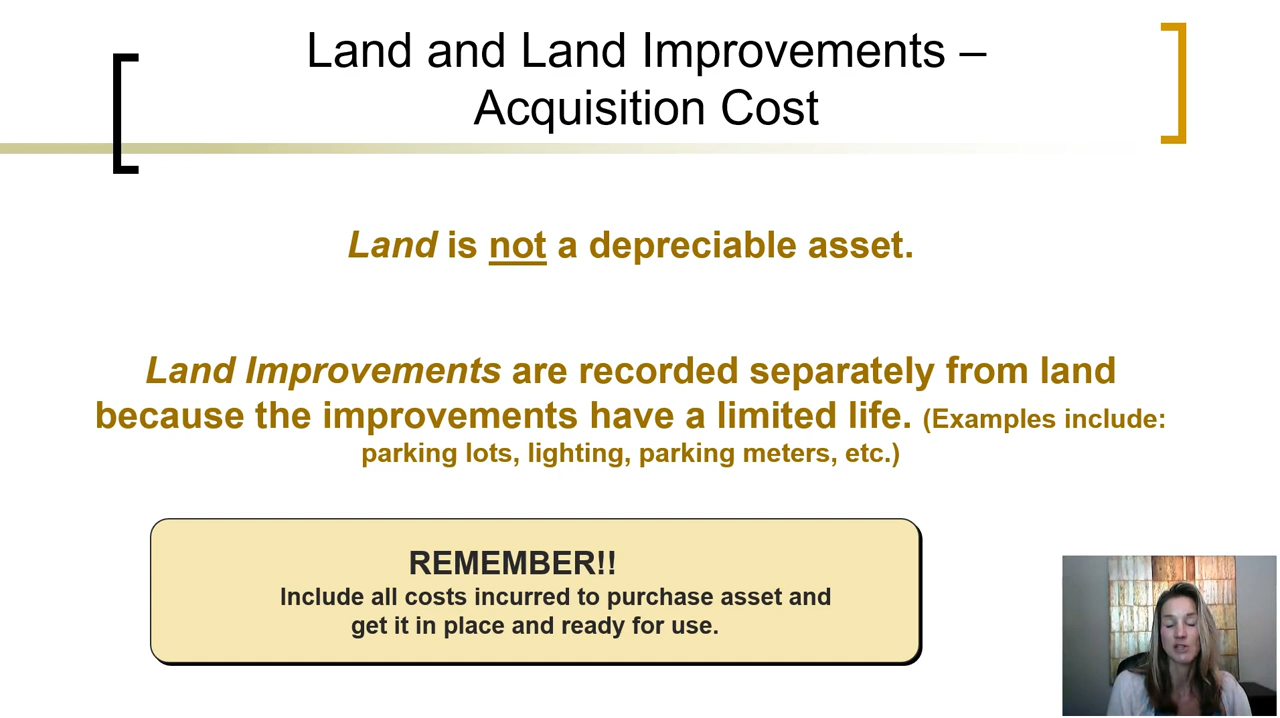 Land and Land Improvements –
Acquisition Cost
Land is not a depreciable asset.
Land Improvements are recorded separately from land
because the improvements have a limited life. (Examples include:
parking lots, lighting, parking meters, etc.)
REMEMBER!!
Include all costs incurred to purchase asset and
get it in place and ready for use.